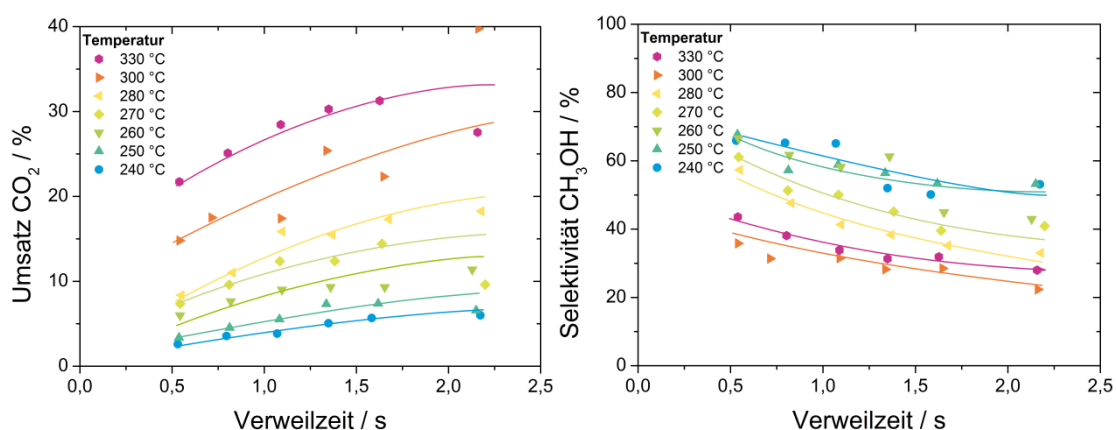 Umsatz CO₂ / %
40
30
20
10
0
Temperatur
330 °C
300 °C
280 °C
270 °C
260 °C
250 °C
240 °C
0,0 0,5 1,0 1,5 2,0 2,5
Verweilzeit / s
Selektivität CH₃OH / %
100
80
60
40
20
0
Temperatur
330 °C
300 °C
280 °C
270 °C
260 °C
250 °C
240 °C
0,0 0,5 1,0 1,5 2,0 2,5
Verweilzeit / s